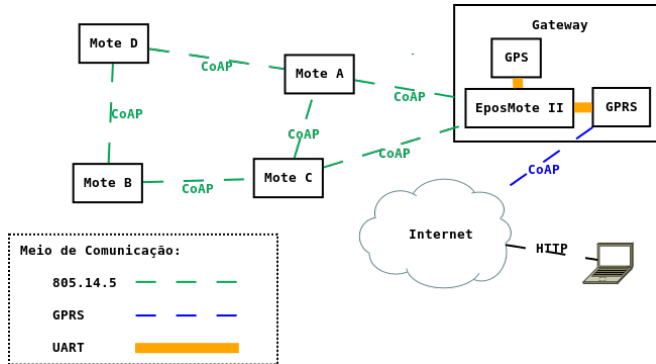 Gateway
Mote D
GPS
CoAP
Mote A
CoAP
EposMote II
GPRS
CoAP
CoAP
CoAP
CoAP
Mote B
CoAP
Mote C
Internet
HTTP
Meio de Comunicação:
805.14.5
GPRS
UART